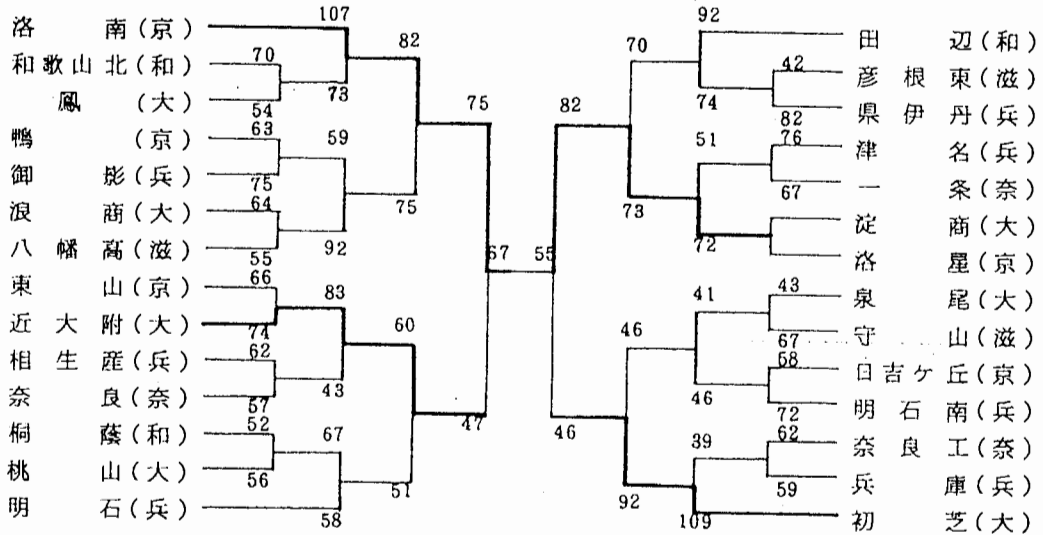 洛南(京)
和歌山北(和)
鳳(大)
鴨(京)
御影(兵)
浪商(大)
八幡高(滋)
東山(京)
近大附(大)
相生産(兵)
奈良(奈)
桐蔭(和)
桃山(大)
明石(兵)
107
70
73
54
63
75
64
55
59
92
66
74
62
57
83
43
52
56
67
58
82
75
60
51
75
47
67
55
82
46
70
73
46
92
92
74
51
72
41
46
39
109
42
82
76
67
43
67
58
72
62
59
田辺(和)
彦根東(滋)
県伊丹(兵)
津名(兵)
一条(奈)
淀商(大)
洛星(京)
泉尾(大)
守山(滋)
日吉ケ丘(京)
明石南(兵)
奈良工(奈)
兵庫(兵)
初芝(大)